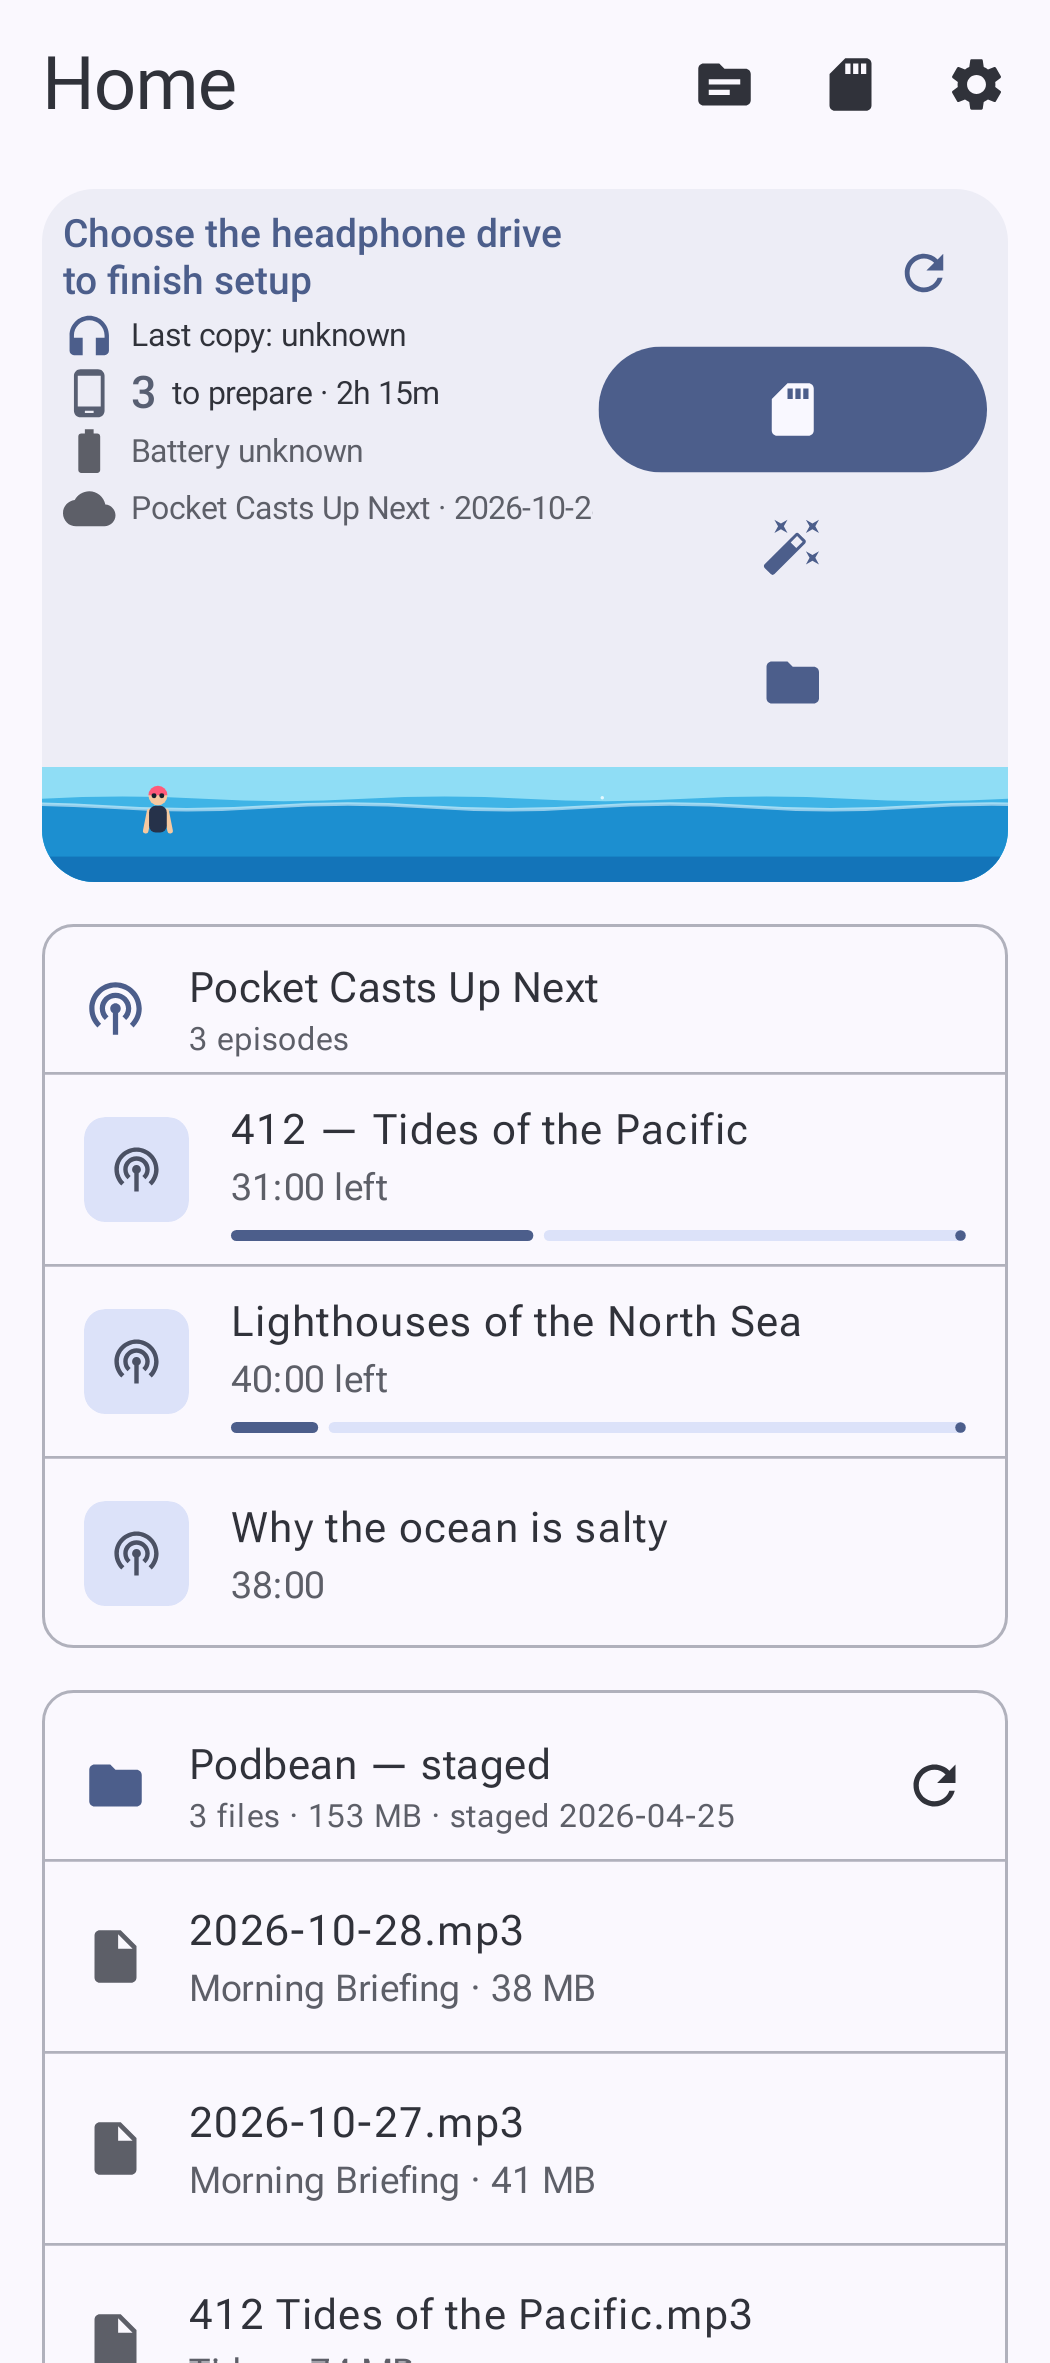 Home
Choose the headphone drive
to finish setup
Last copy: unknown
3 to prepare · 2h 15m
Battery unknown
Pocket Casts Up Next · 2026-10-2
Pocket Casts Up Next
3 episodes
412 — Tides of the Pacific
31:00 left
Lighthouses of the North Sea
40:00 left
Why the ocean is salty
38:00
Podbean — staged
3 files · 153 MB · staged 2026-04-25
2026-10-28.mp3
Morning Briefing · 38 MB
2026-10-27.mp3
Morning Briefing · 41 MB
412 Tides of the Pacific.mp3